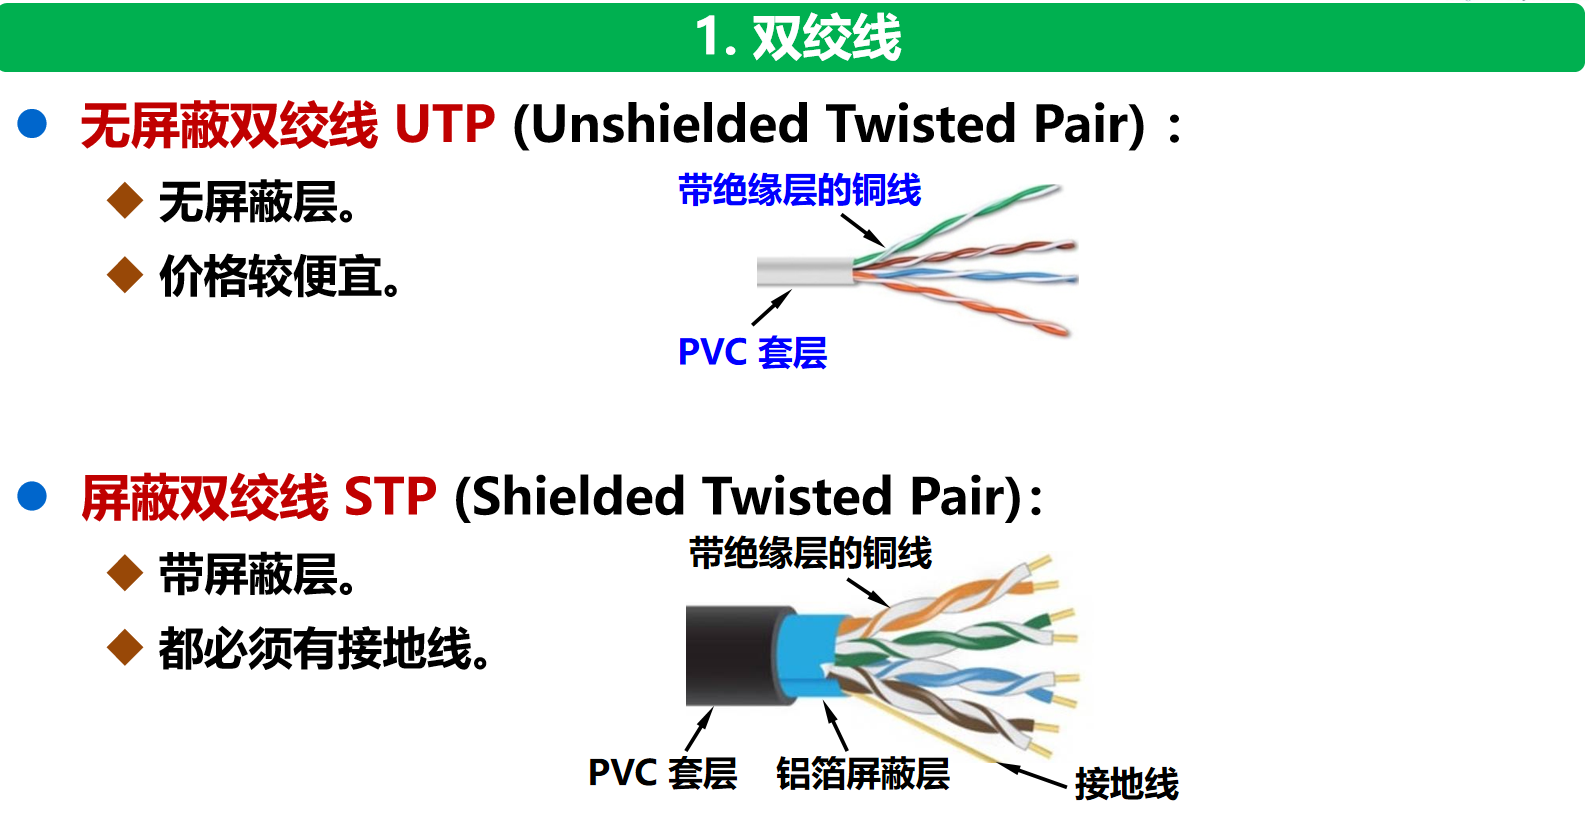 1. 双绞线
无屏蔽双绞线 UTP (Unshielded Twisted Pair) ：
无屏蔽层。
价格较便宜。
带绝缘层的铜线
PVC 套层
屏蔽双绞线 STP (Shielded Twisted Pair)：
带屏蔽层。
都必须有接地线。
带绝缘层的铜线
PVC 套层
铝箔屏蔽层
接地线